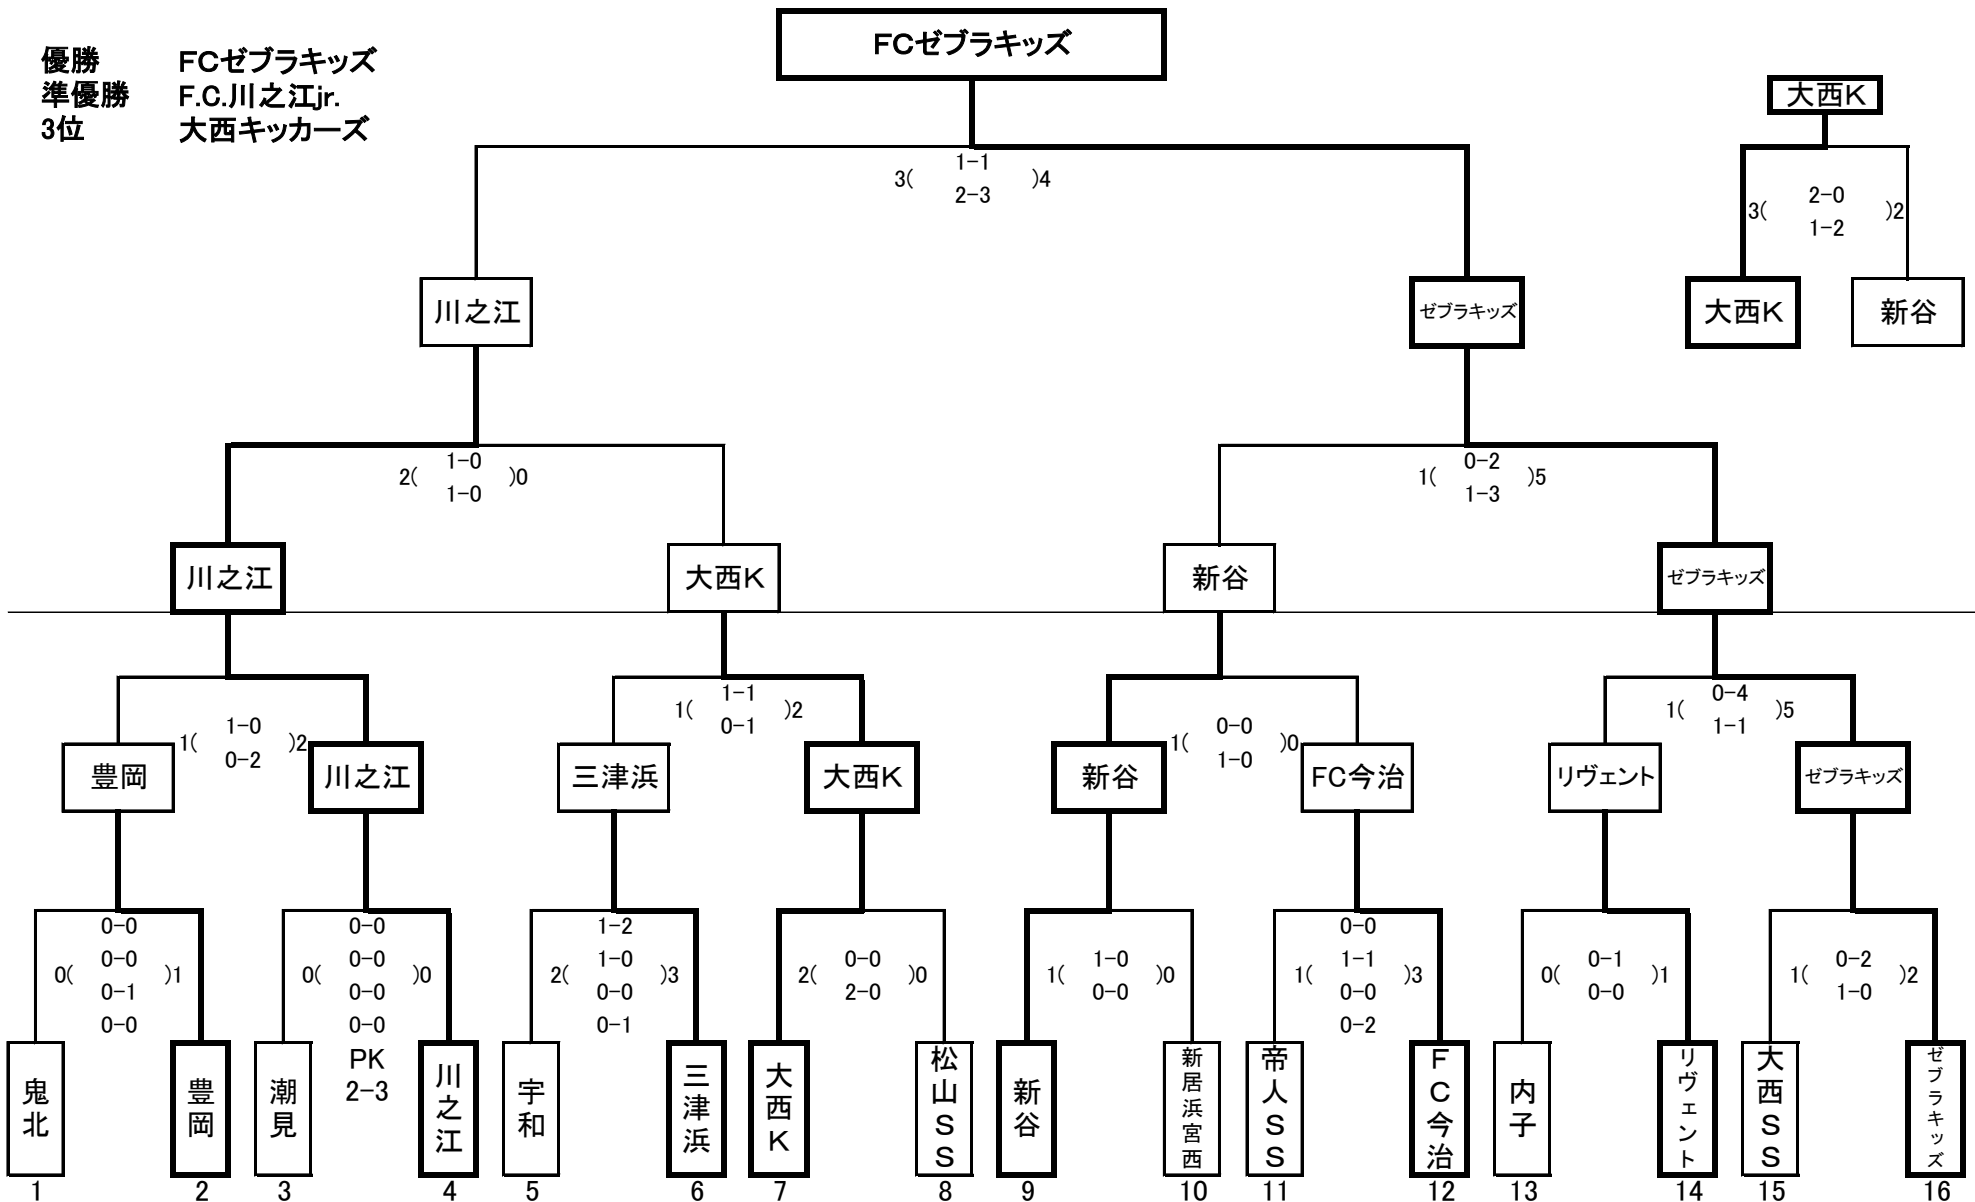 FCゼブラキッズ
優勝 FCゼブラキッズ
準優勝 F.C.川之江jr.
3位 大西キッカーズ
大西K
1-1
3( )4
2-3
2-0
3( )2
1-2
川之江 ゼブラキッズ 大西K 新谷
1-0 0-2
2( )0 1( )5
1-0 1-3
川之江 大西K 新谷 ゼブラキッズ
1-1 0-4
1( )2 1( )5
0-1 1-1
1-0 0-0
1( )2 1( )0
0-2 1-0
豊岡 川之江 三津浜 大西K 新谷 FC今治 リヴェント ゼブラキッズ
0-0 0-0 1-2 0-0
0-0 0-0 1-0 0-0 1-0 1-1 0-1 0-2
0( )1 0( )0 2( )3 2( )0 1( )0 1( )3 0( )1 1( )2
0-1 0-0 0-0 2-0 0-0 0-0 0-0 1-0
0-0 0-0 0-1 0-2
PK
2-3
鬼北 豊岡 潮見 川之江 宇和 三津浜 大西K 松山SS 新谷 新居浜宮西 帝人SS FC今治 内子 リヴェント 大西SS ゼブラキッズ
1 2 3 4 5 6 7 8 9 10 11 12 13 14 15 16